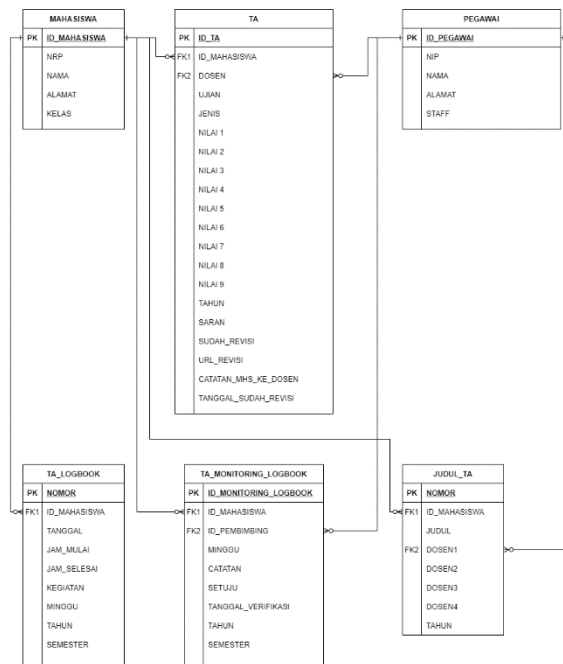 MAHASISWA
PK ID_MAHASISWA
NRP
NAMA
ALAMAT
KELAS
TA
PK ID_TA
FK1 ID_MAHASISWA
FK2 DOSEN
UJIAN
JENIS
NILAI 1
NILAI 2
NILAI 3
NILAI 4
NILAI 5
NILAI 6
NILAI 7
NILAI 8
NILAI 9
TAHUN
SARAN
SUDAH_REVISI
URL_REVISI
CATATAN_MHS_KE_DOSEN
TANGGAL_SUDAH_REVISI
PEGAWAI
PK ID_PEGAWAI
NIP
NAMA
ALAMAT
STAFF
TA_LOGBOOK
PK NOMOR
FK1 ID_MAHASISWA
TANGGAL
JAM_MULAI
JAM_SELESAI
KEGIATAN
MINGGU
TAHUN
SEMESTER
TA_MONITORING_LOGBOOK
PK ID_MONITORING_LOGBOOK
FK1 ID_MAHASISWA
FK2 ID_PEMBIMBING
MINGGU
CATATAN
SETUJU
TANGGAL_VERIFIKASI
TAHUN
SEMESTER
JUDUL_TA
PK NOMOR
FK1 ID_MAHASISWA
JUDUL
FK2 DOSEN1
DOSEN2
DOSEN3
DOSEN4
TAHUN